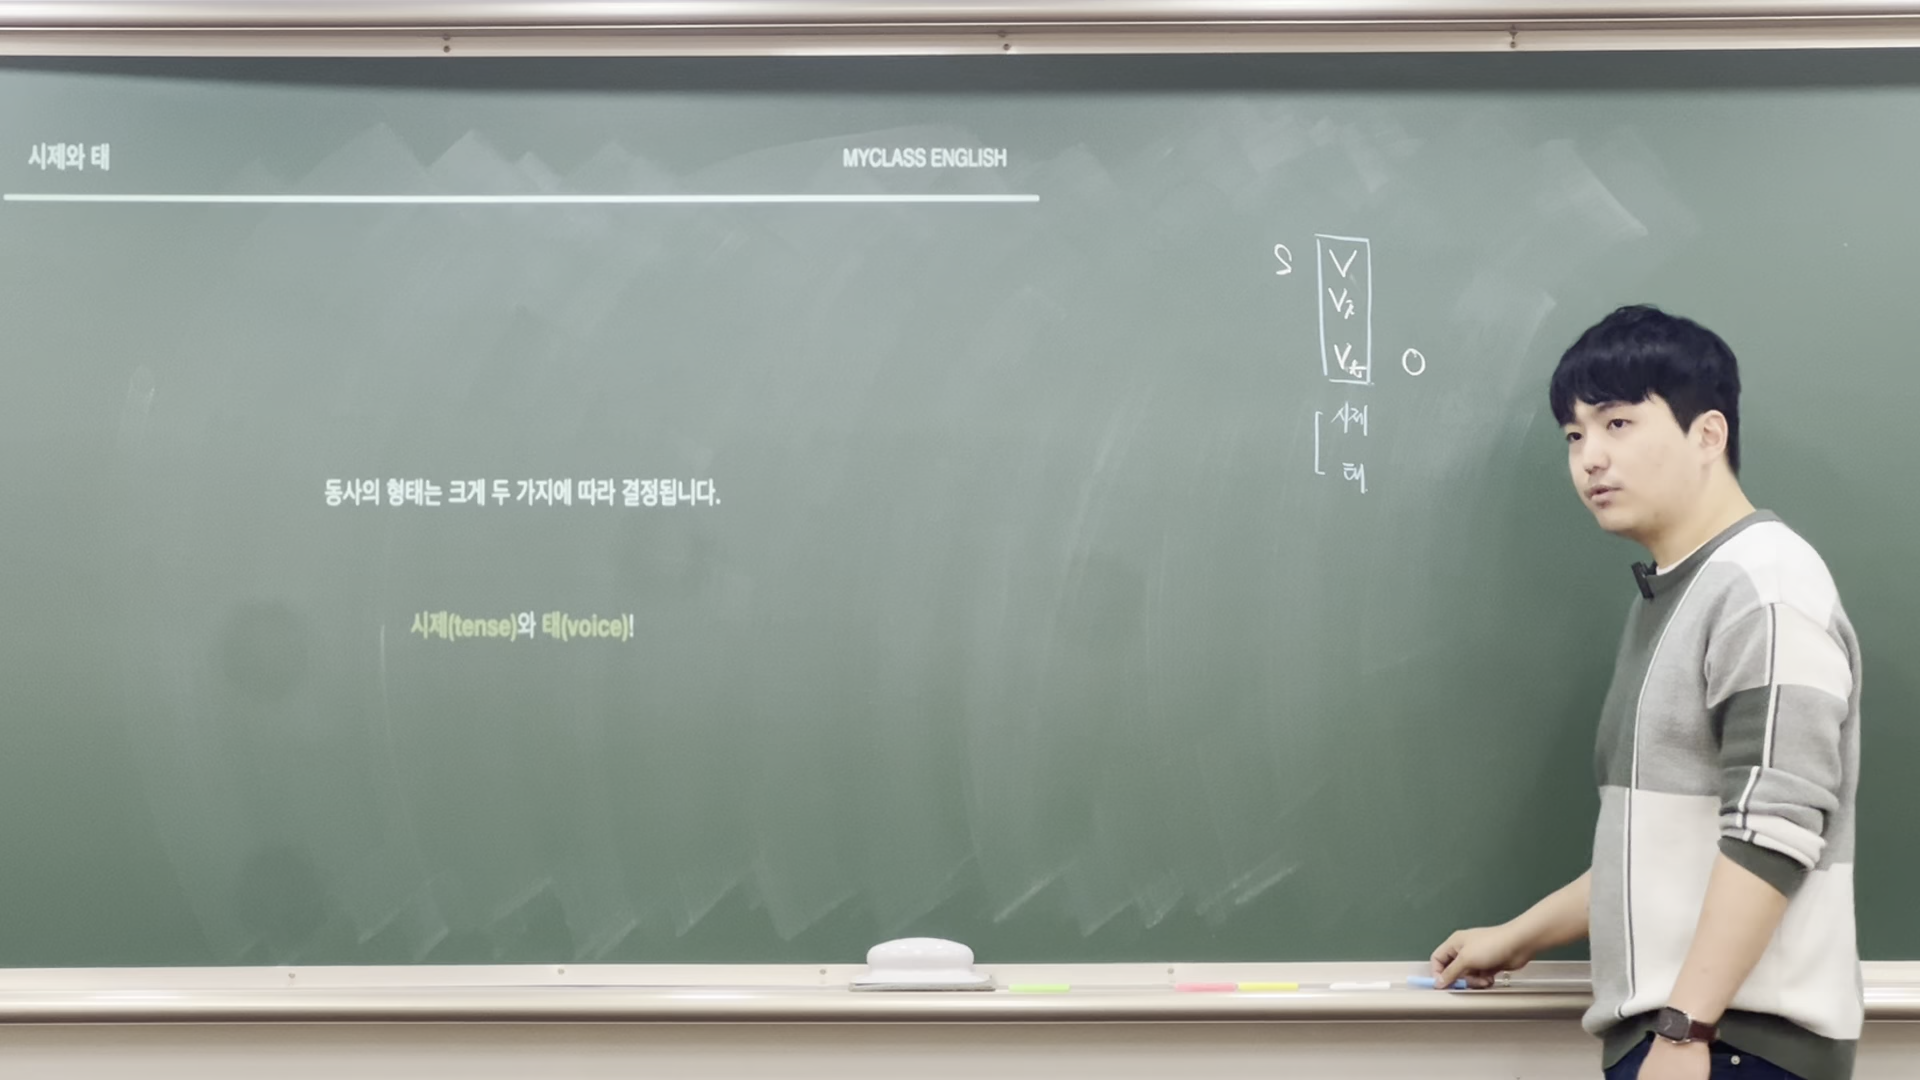 시제와 태
MYCLASS ENGLISH
동사의 형태는 크게 두 가지에 따라 결정됩니다.
시제(tense)와 태(voice)!
S V
V
V O
시제
태